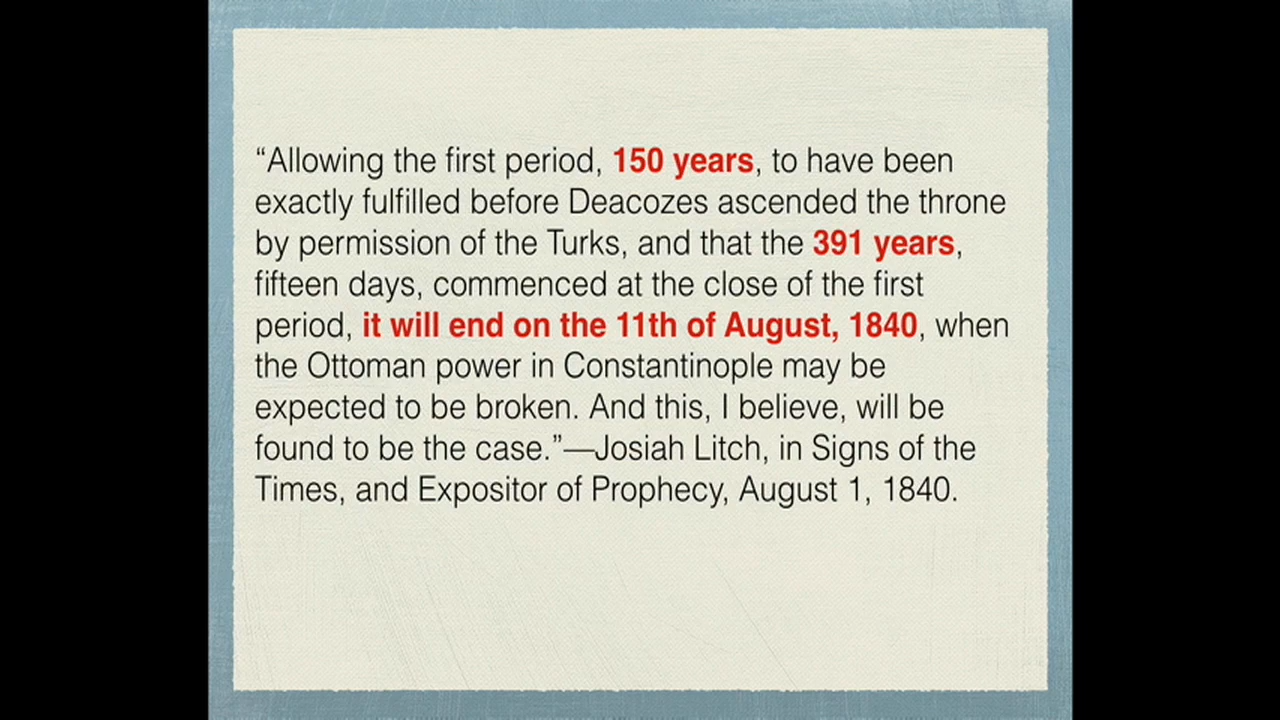 “Allowing the first period, 150 years, to have been
exactly fulfilled before Deacozes ascended the throne
by permission of the Turks, and that the 391 years,
fifteen days, commenced at the close of the first
period, it will end on the 11th of August, 1840, when
the Ottoman power in Constantinople may be
expected to be broken. And this, I believe, will be
found to be the case.”—Josiah Litch, in Signs of the
Times, and Expositor of Prophecy, August 1, 1840.